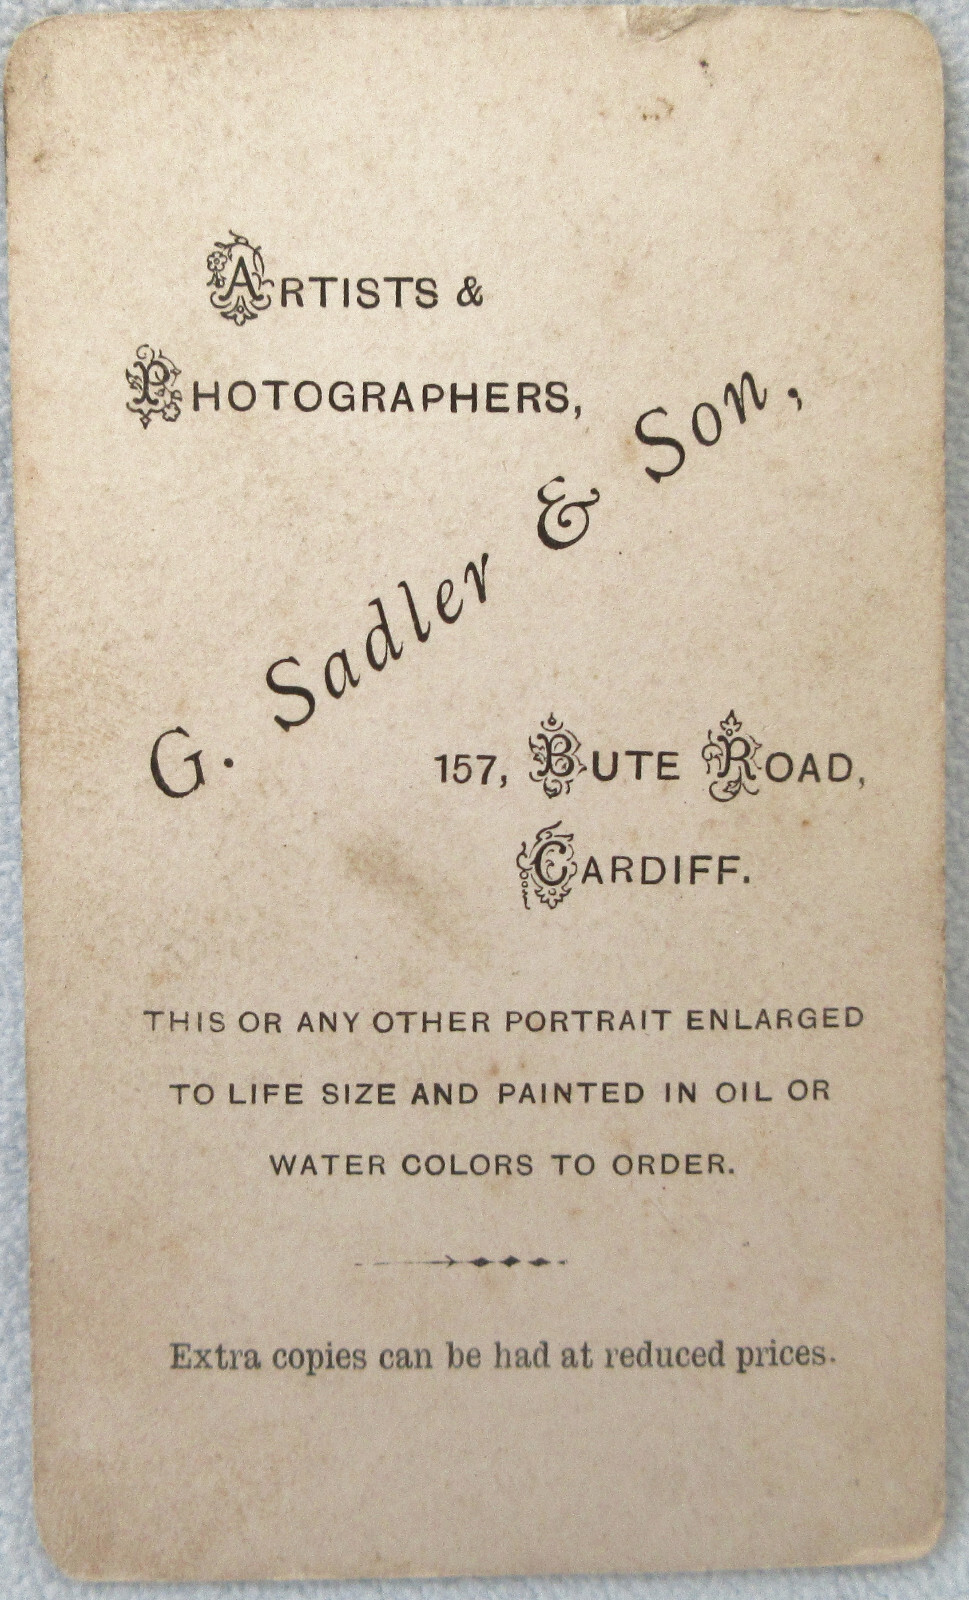 ARTISTS &
PHOTOGRAPHERS,
G. Sadler & Son,
157, BUTE ROAD,
CARDIFF.
THIS OR ANY OTHER PORTRAIT ENLARGED
TO LIFE SIZE AND PAINTED IN OIL OR
WATER COLORS TO ORDER.
Extra copies can be had at reduced prices.